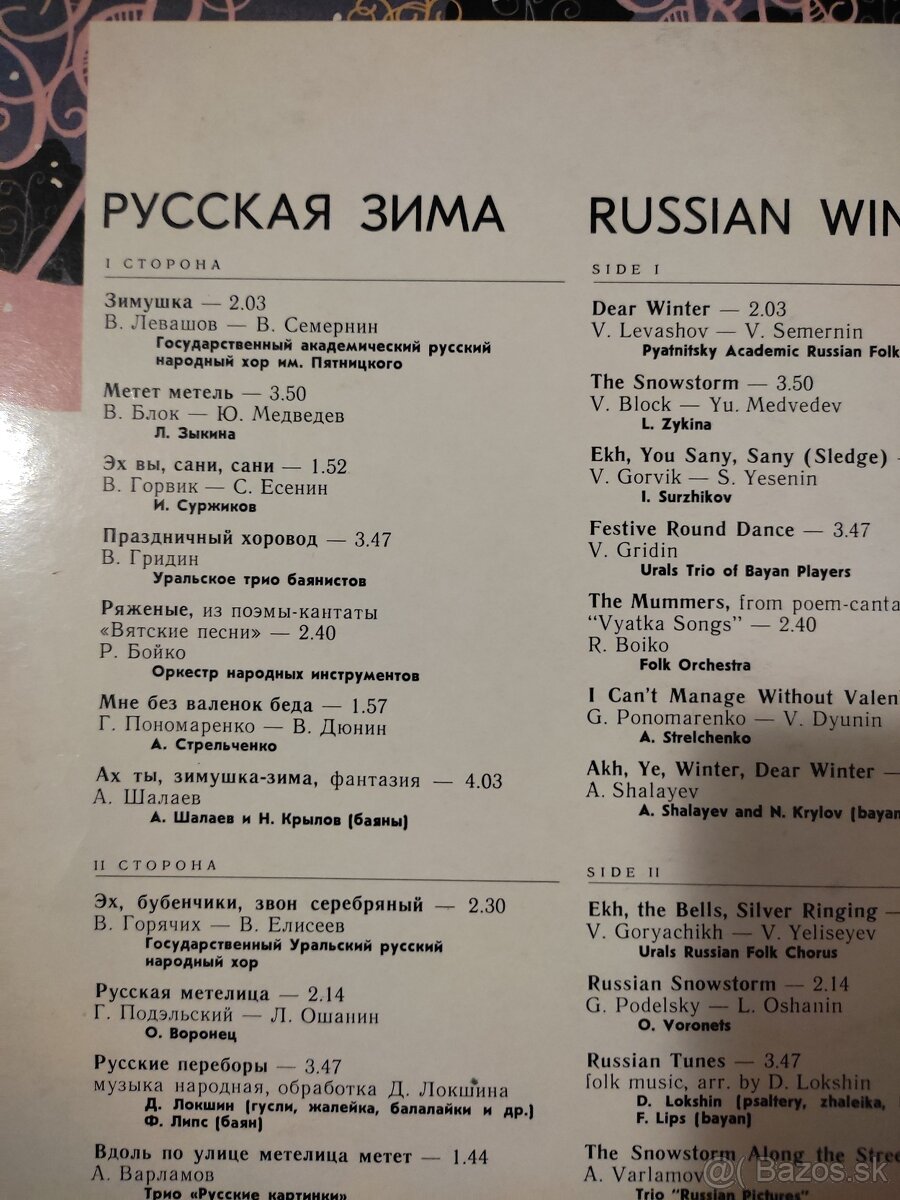 РУССКАЯ ЗИМА
I СТОРОНА
Зимушка — 2.03
В. Левашов — В. Семернин
Государственный академический русский
народный хор им. Пятницкого
Метет метель — 3.50
В. Блок — Ю. Медведев
Л. Зыкина
Эх вы, сани, сани — 1.52
В. Горвик — С. Есенин
И. Суржиков
Праздничный хоровод — 3.47
В. Гридин
Уральское трио баянистов
Ряженые, из поэмы-кантаты
«Вятские песни» — 2.40
Р. Бойко
Оркестр народных инструментов
Мне без валенок беда — 1.57
Г. Пономаренко — В. Дюнин
А. Стрельченко
Ах ты, зимушка-зима, фантазия — 4.03
А. Шалаев
А. Шалаев и Н. Крылов (баяны)
II СТОРОНА
Эх, бубенчики, звон серебряный — 2.30
В. Горячих — В. Елисеев
Государственный Уральский русский
народный хор
Русская метелица — 2.14
Г. Подэльский — Л. Ошанин
О. Воронец
Русские переборы — 3.47
музыка народная, обработка Д. Локшина
Д. Локшин (гусли, жалейка, балалайки и др.)
Ф. Липс (баян)
Вдоль по улице метелица метет — 1.44
А. Варламов
Трио «Русские картинки»
RUSSIAN WIN
SIDE I
Dear Winter — 2.03
V. Levashov — V. Semernin
Pyatnitsky Academic Russian Folk
The Snowstorm — 3.50
V. Block — Yu. Medvedev
L. Zykina
Ekh, You Sany, Sany (Sledge) —
V. Gorvik — S. Yesenin
I. Surzhikov
Festive Round Dance — 3.47
V. Gridin
Urals Trio of Bayan Players
The Mummers, from poem-canta
"Vyatka Songs" — 2.40
R. Boiko
Folk Orchestra
I Can't Manage Without Valen
G. Ponomarenko — V. Dyunin
A. Strelchenko
Akh, Ye, Winter, Dear Winter —
A. Shalayev
A. Shalayev and N. Krylov (bayan
SIDE II
Ekh, the Bells, Silver Ringing —
V. Goryachikh — V. Yeliseyev
Urals Russian Folk Chorus
Russian Snowstorm — 2.14
G. Podelsky — L. Oshanin
O. Voronets
Russian Tunes — 3.47
folk music, arr. by D. Lokshin
D. Lokshin (psaltery, zhaleika,
F. Lips (bayan)
The Snowstorm Along the Stree
A. Varlamov
Trio "Russian Pictures"
@( Bazos.sk